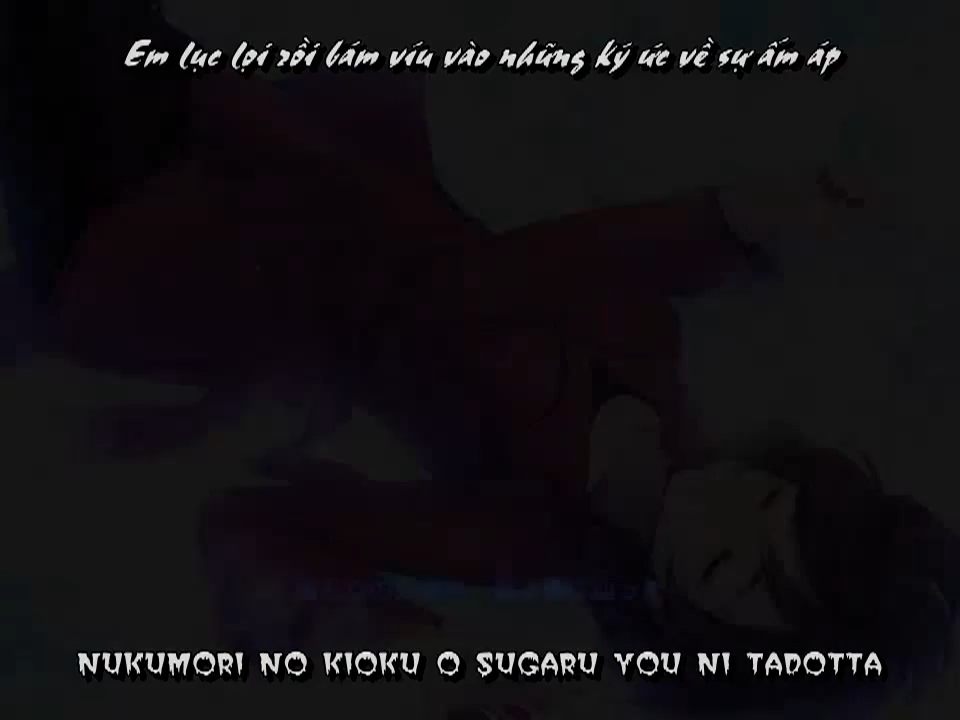 Em lục lọi rồi bám víu vào những ký ức về sự ấm áp
NUKUMORI NO KIOKU O SUGARU YOU NI TADOTTA